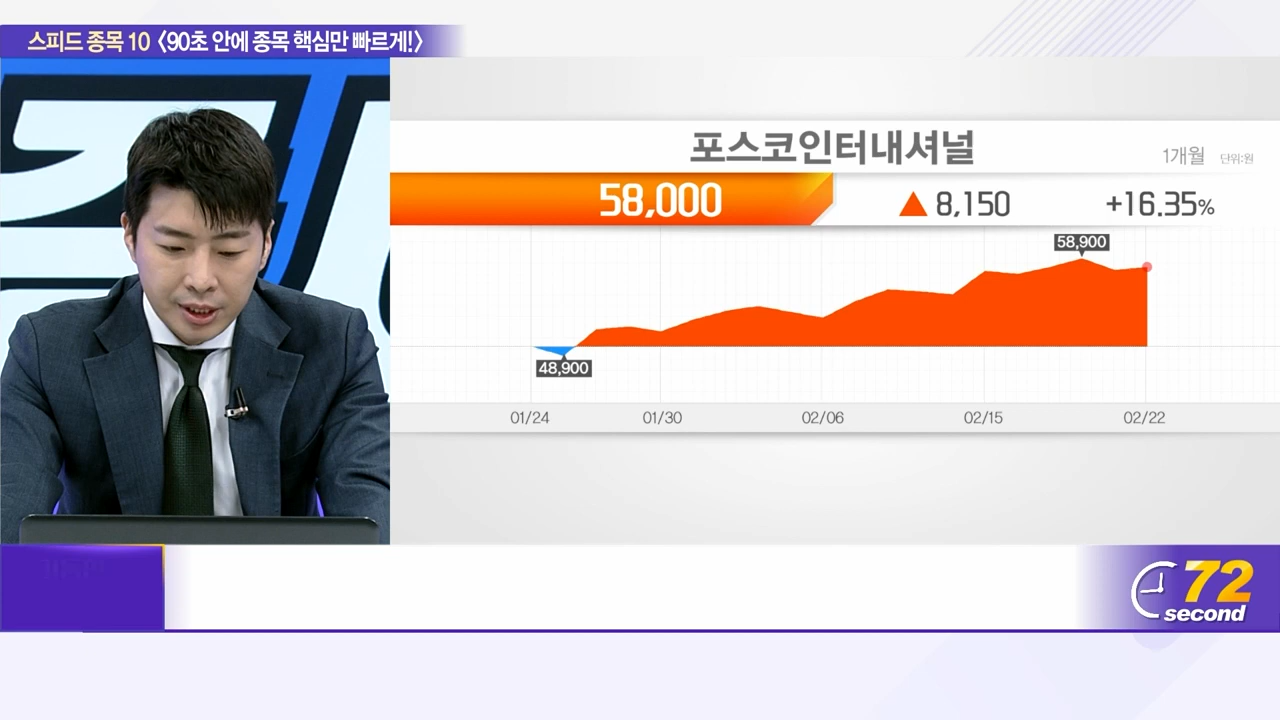 스피드 종목 10 〈90초 안에 종목 핵심만 빠르게!〉
포스코인터내셔널
1개월 단위:원
58,000 ▲ 8,150 +16.35%
58,900
48,900
01/24 01/30 02/06 02/15 02/22
72
second